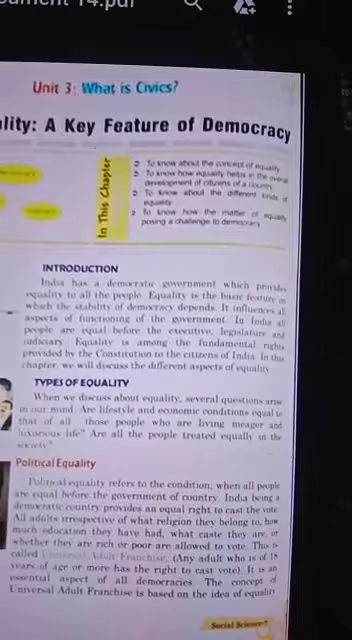 Unit 3: What is Civics?
lity: A Key Feature of Democracy
In This Chapter
To know about the concept of equality
To know how equality helps in the overall
development of citizens of a country
To know about the different kinds of
equality
To know how the matter of equality
posing a challenge to democracy
INTRODUCTION
India has a democratic government which provides
equality to all the people. Equality is the basic feature on
which the stability of democracy depends. It influences all
aspects of functioning of the government. In India all
people are equal before the executive, legislature and
judiciary. Equality is among the fundamental rights
provided by the Constitution to the citizens of India. In this
chapter, we will discuss the different aspects of equality.
TYPES OF EQUALITY
When we discuss about equality, several questions arise
in our mind. Are lifestyle and economic conditions equal to
that of all those people who are living meager and
luxurious life? Are all the people treated equally in the
society?
Political Equality
Political equality refers to the condition, when all people
are equal before the government of country. India being a
democratic country provides an equal right to cast the vote.
All adults irrespective of what religion they belong to, how
much education they have had, what caste they are, or
whether they are rich or poor are allowed to vote. This is
called Universal Adult Franchise. (Any adult who is of 18
years of age or more has the right to cast vote). It is an
essential aspect of all democracies. The concept of
Universal Adult Franchise is based on the idea of equality
Social Science-7